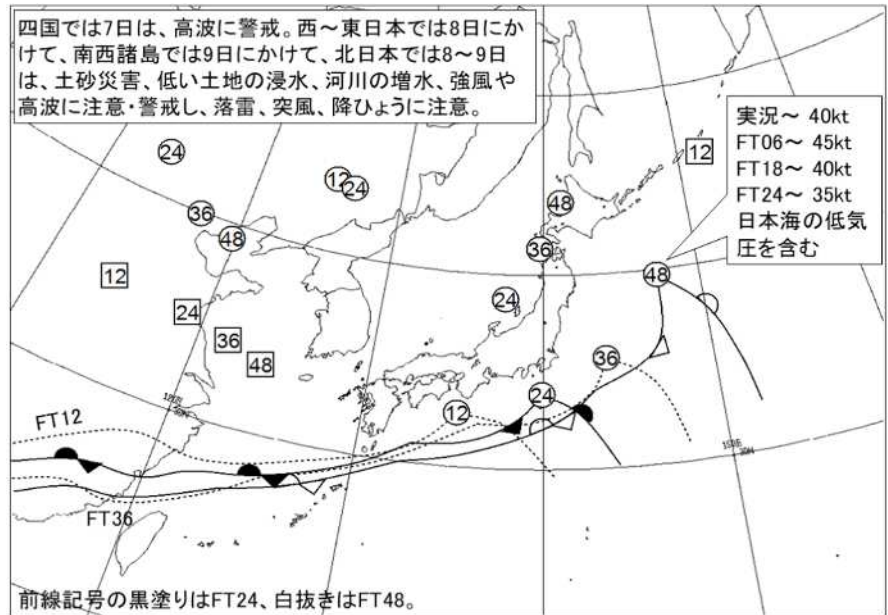 四国では7日は、高波に警戒。西～東日本では8日にか
けて、南西諸島では9日にかけて、北日本では8～9日
は、土砂災害、低い土地の浸水、河川の増水、強風や
高波に注意・警戒し、落雷、突風、降ひょうに注意。
実況～ 40kt
FT06～ 45kt
FT18～ 40kt
FT24～ 35kt
日本海の低気
圧を含む
12
24
12
24
48
36
48
36
12
48
24
24
36
48
36
24
12
FT12
FT36
前線記号の黒塗りはFT24、白抜きはFT48。